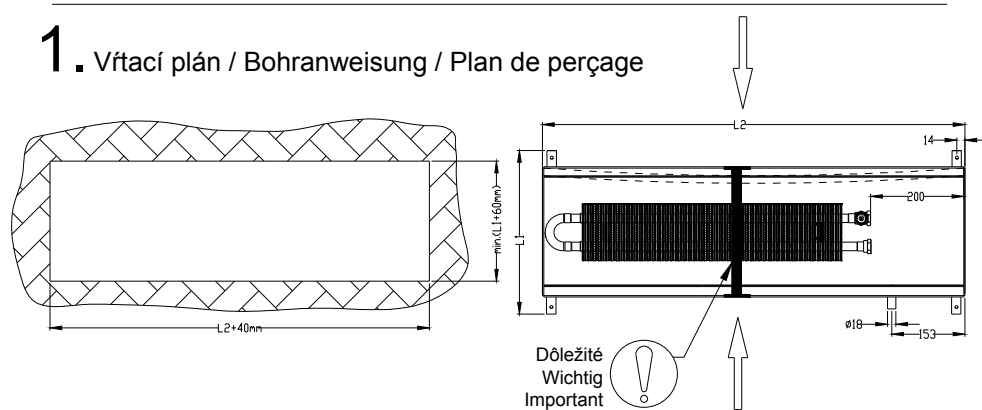 1. Vŕtací plán / Bohranweisung / Plan de perçage
L2
14
200
min.(L1+60mm)
L1
L2+40mm
ø18
153
Dôležité
Wichtig
Important
!